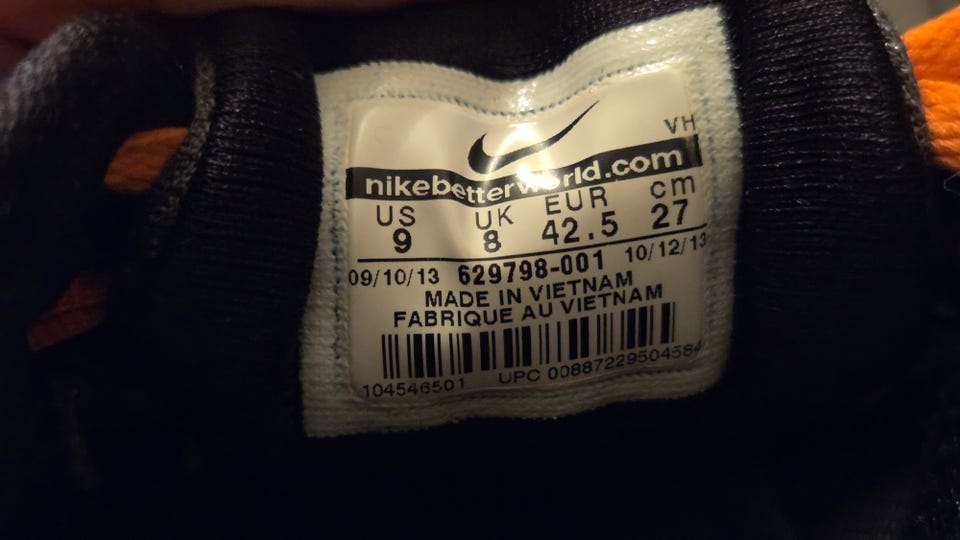 VH
nikebetterworld.com
US UK EUR cm
9 8 42.5 27
09/10/13 629798-001 10/12/13
MADE IN VIETNAM
FABRIQUE AU VIETNAM
104546501 UPC 00887229504584